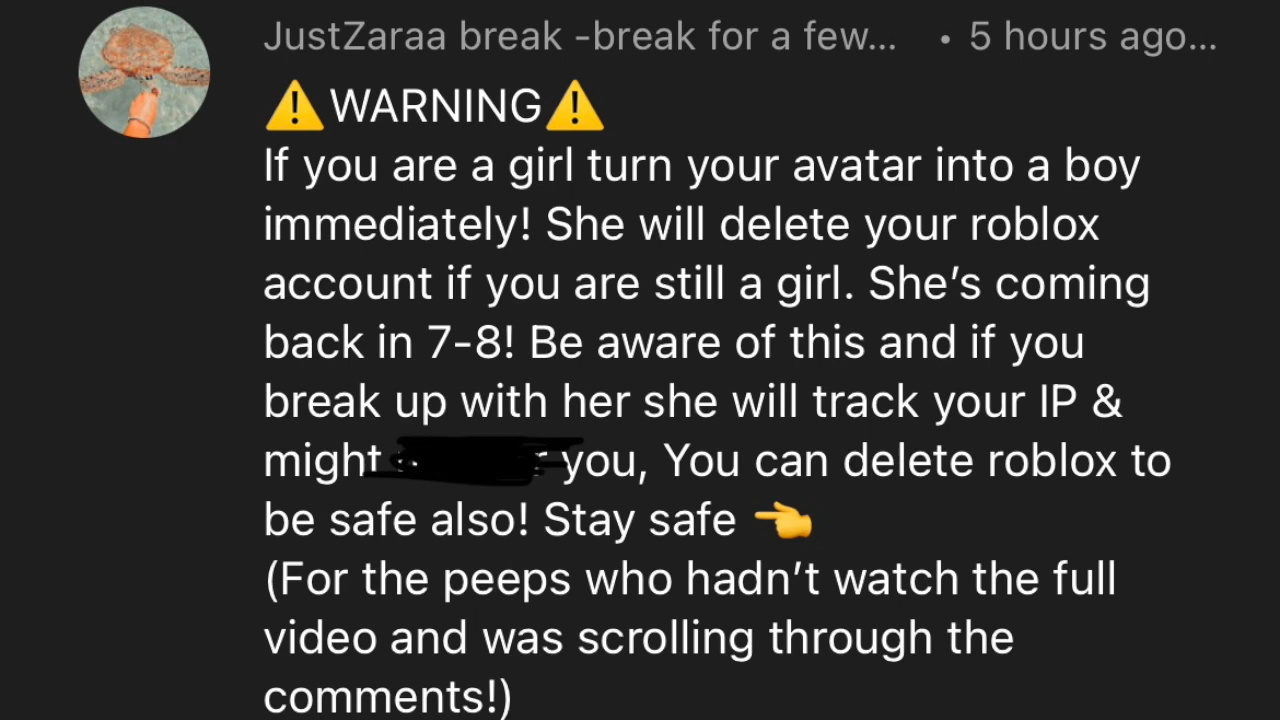 JustZaraa break -break for a few... • 5 hours ago...
⚠️WARNING⚠️
If you are a girl turn your avatar into a boy
immediately! She will delete your roblox
account if you are still a girl. She’s coming
back in 7-8! Be aware of this and if you
break up with her she will track your IP &
might you, You can delete roblox to
be safe also! Stay safe 👈
(For the peeps who hadn’t watch the full
video and was scrolling through the
comments!)